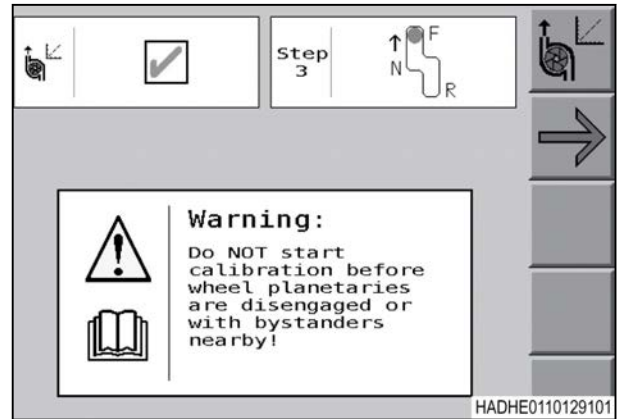 Step
3
F
N
R
Warning:
Do NOT start
calibration before
wheel planetaries
are disengaged or
with bystanders
nearby!
HADHE0110129101